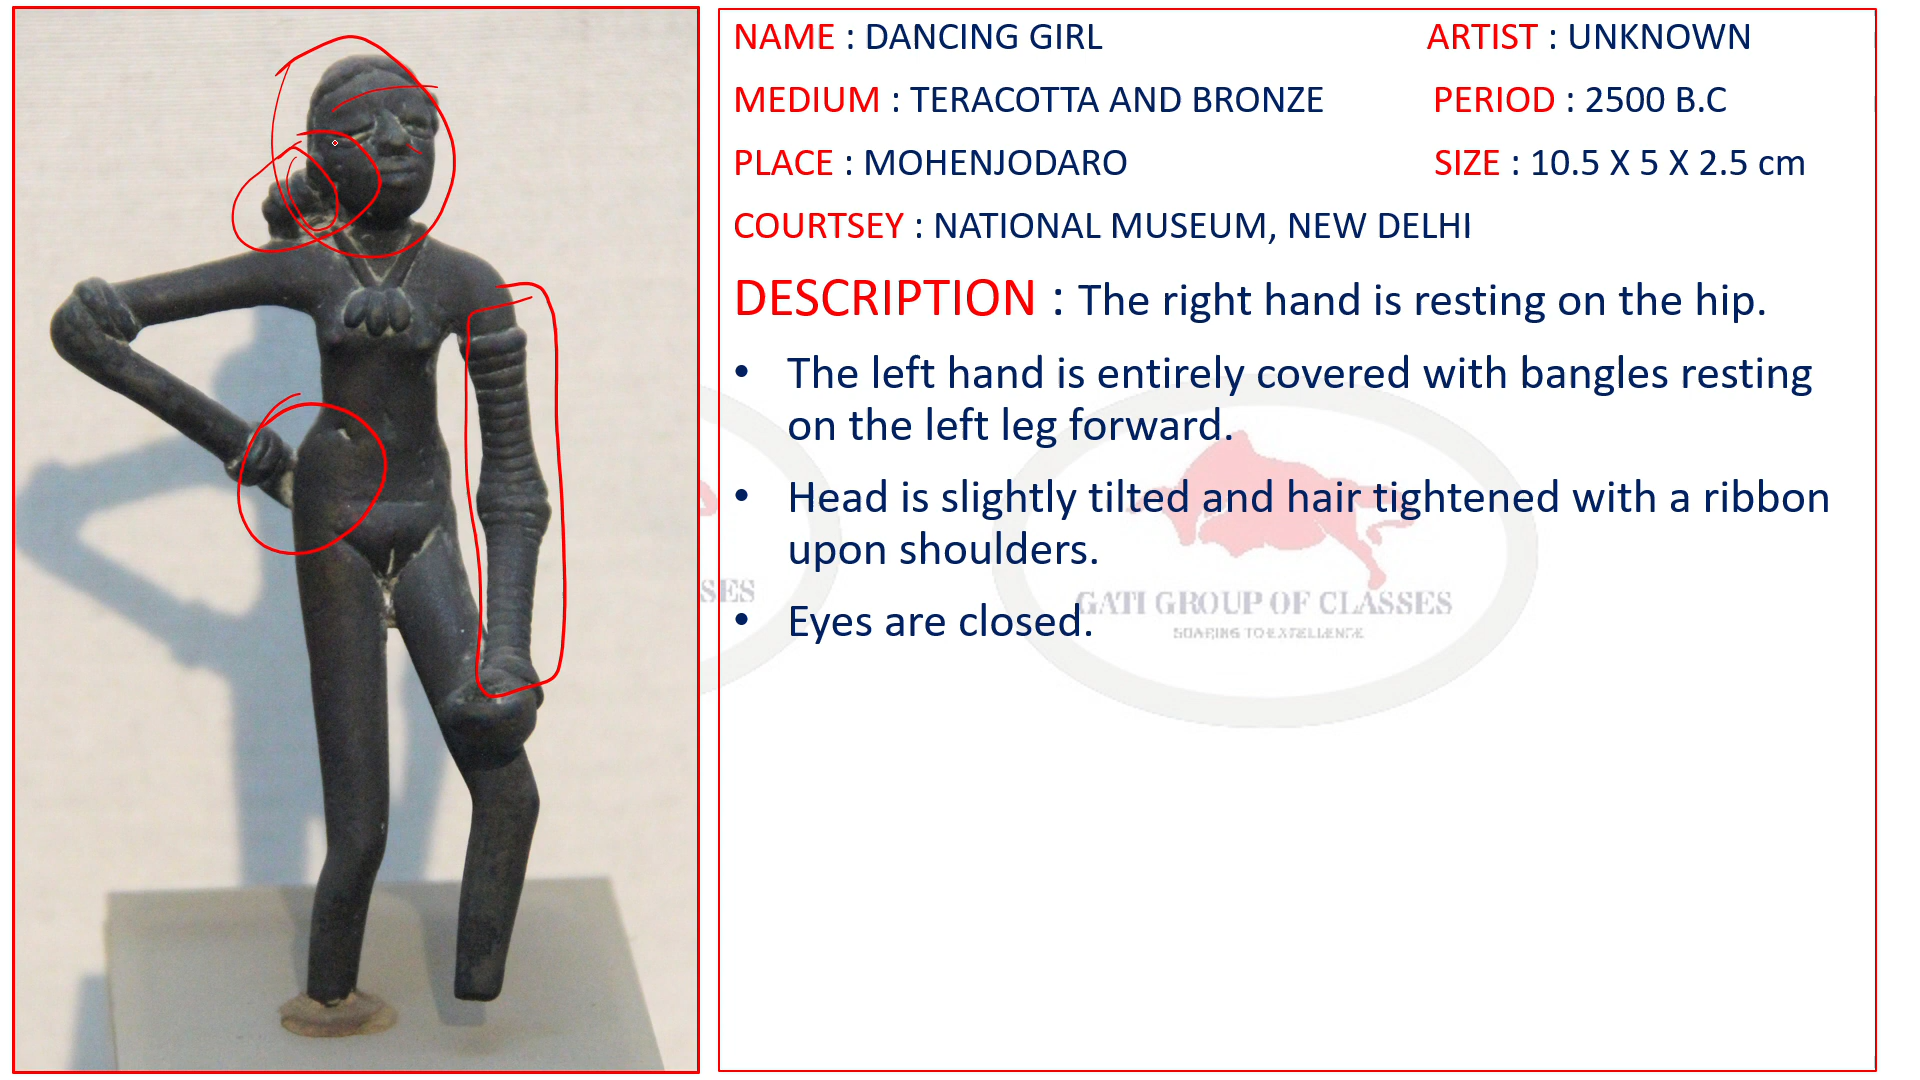 NAME : DANCING GIRL ARTIST : UNKNOWN
MEDIUM : TERACOTTA AND BRONZE PERIOD : 2500 B.C
PLACE : MOHENJODARO SIZE : 10.5 X 5 X 2.5 cm
COURTSEY : NATIONAL MUSEUM, NEW DELHI
DESCRIPTION : The right hand is resting on the hip.
• The left hand is entirely covered with bangles resting
on the left leg forward.
• Head is slightly tilted and hair tightened with a ribbon
upon shoulders.
• Eyes are closed.
SES
GATI GROUP OF CLASSES
SOARING TO EXTELLENCE